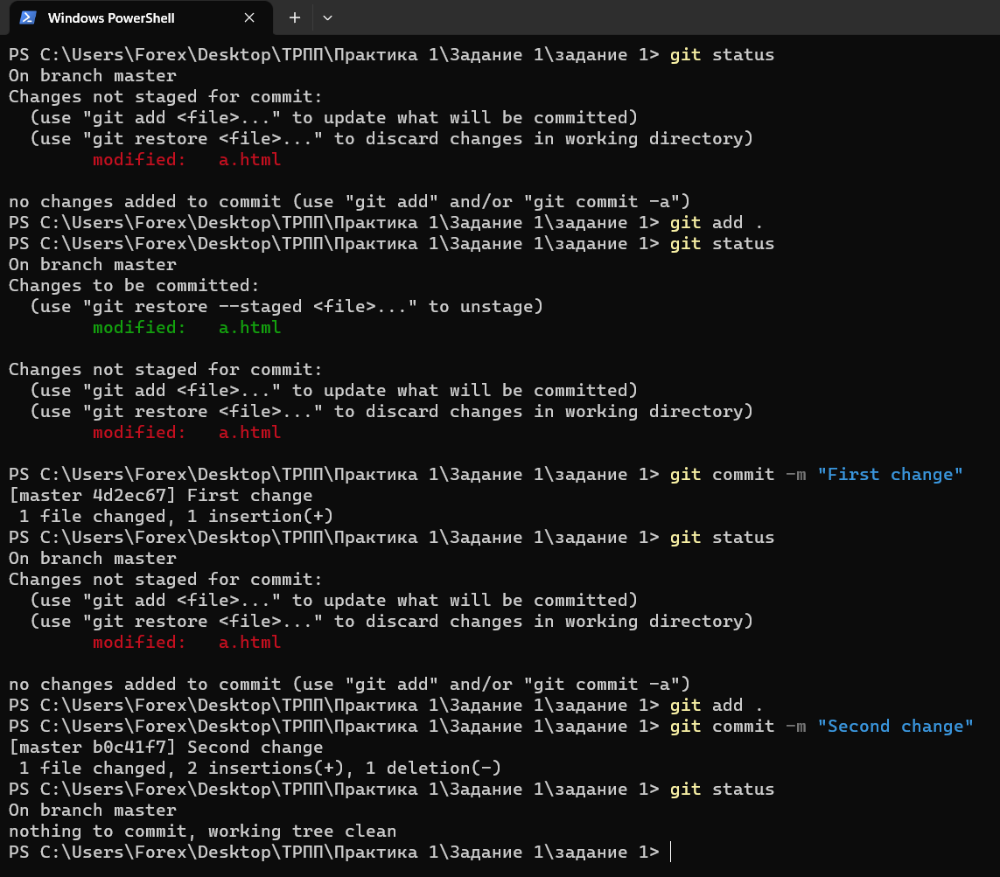 Windows PowerShell
PS C:\Users\Forex\Desktop\ТРПП\Практика 1\Задание 1\задание 1> git status
On branch master
Changes not staged for commit:
  (use "git add <file>..." to update what will be committed)
  (use "git restore <file>..." to discard changes in working directory)
        modified:   a.html

no changes added to commit (use "git add" and/or "git commit -a")
PS C:\Users\Forex\Desktop\ТРПП\Практика 1\Задание 1\задание 1> git add .
PS C:\Users\Forex\Desktop\ТРПП\Практика 1\Задание 1\задание 1> git status
On branch master
Changes to be committed:
  (use "git restore --staged <file>..." to unstage)
        modified:   a.html

Changes not staged for commit:
  (use "git add <file>..." to update what will be committed)
  (use "git restore <file>..." to discard changes in working directory)
        modified:   a.html

PS C:\Users\Forex\Desktop\ТРПП\Практика 1\Задание 1\задание 1> git commit -m "First change"
[master 4d2ec67] First change
 1 file changed, 1 insertion(+)
PS C:\Users\Forex\Desktop\ТРПП\Практика 1\Задание 1\задание 1> git status
On branch master
Changes not staged for commit:
  (use "git add <file>..." to update what will be committed)
  (use "git restore <file>..." to discard changes in working directory)
        modified:   a.html

no changes added to commit (use "git add" and/or "git commit -a")
PS C:\Users\Forex\Desktop\ТРПП\Практика 1\Задание 1\задание 1> git add .
PS C:\Users\Forex\Desktop\ТРПП\Практика 1\Задание 1\задание 1> git commit -m "Second change"
[master b0c41f7] Second change
 1 file changed, 2 insertions(+), 1 deletion(-)
PS C:\Users\Forex\Desktop\ТРПП\Практика 1\Задание 1\задание 1> git status
On branch master
nothing to commit, working tree clean
PS C:\Users\Forex\Desktop\ТРПП\Практика 1\Задание 1\задание 1>